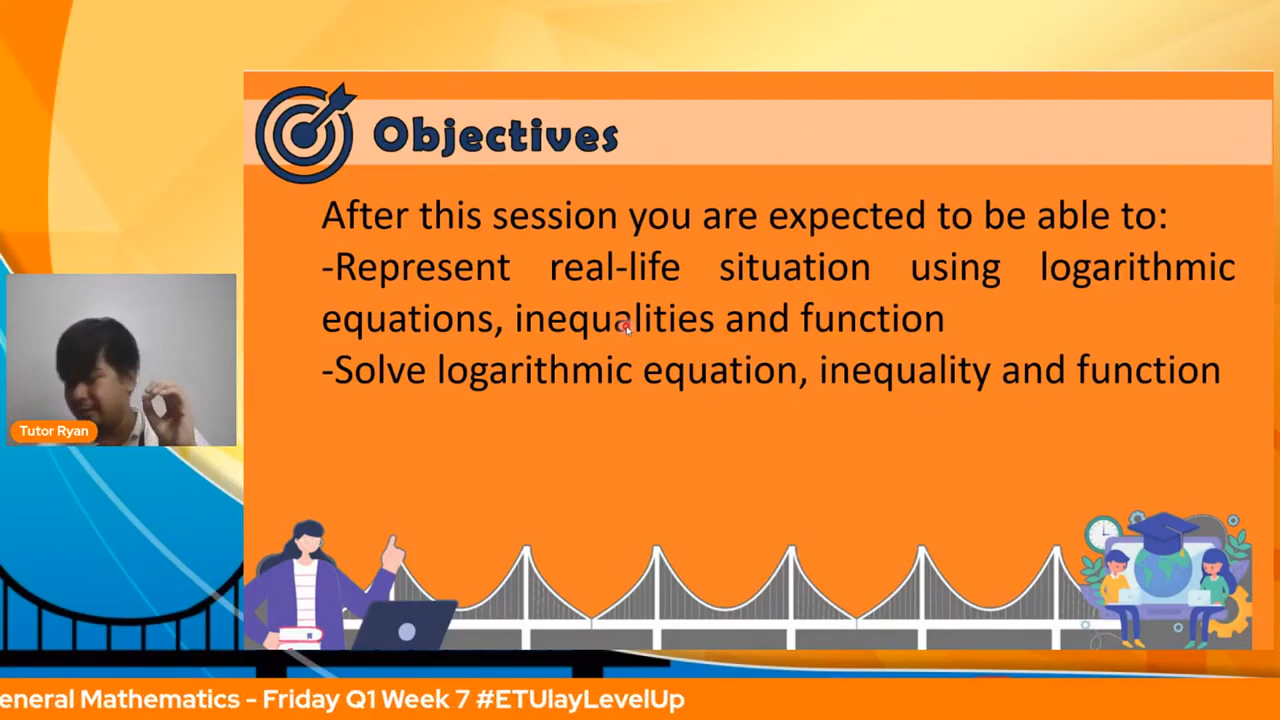 Objectives
After this session you are expected to be able to:
-Represent real-life situation using logarithmic
equations, inequalities and function
-Solve logarithmic equation, inequality and function
Tutor Ryan
eneral Mathematics - Friday Q1 Week 7 #ETUlayLevelUp